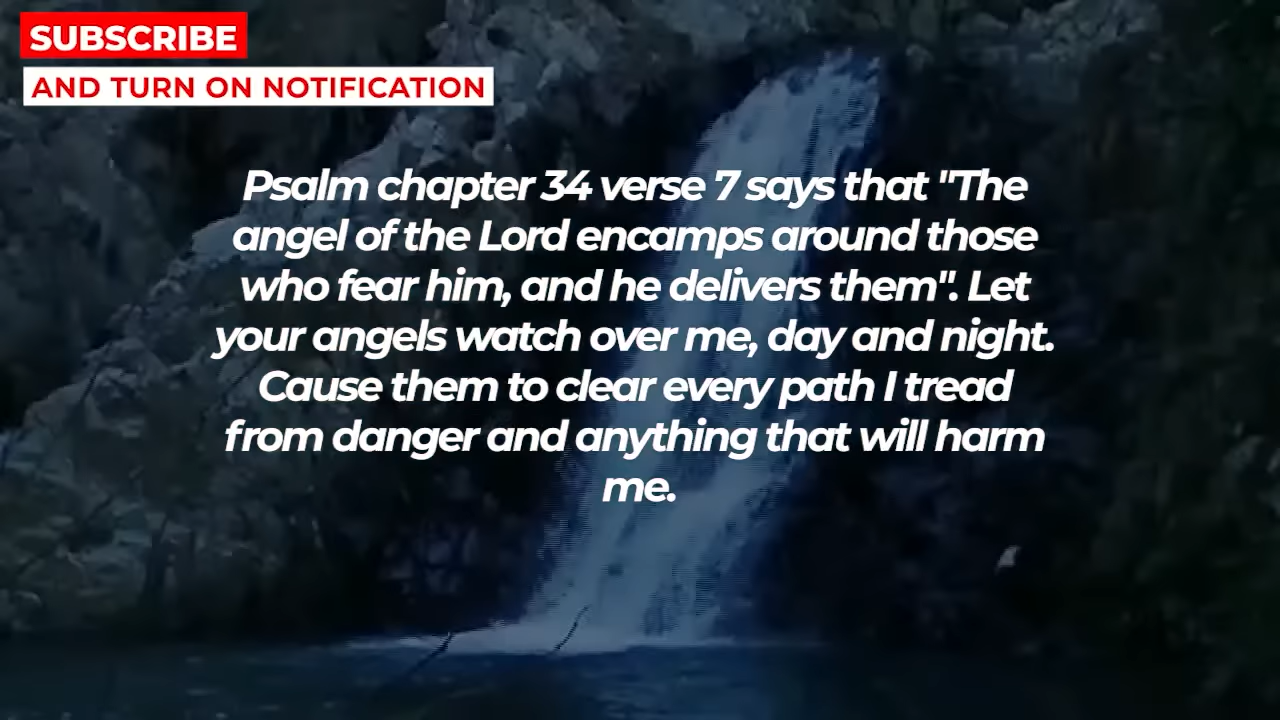 SUBSCRIBE
AND TURN ON NOTIFICATION
Psalm chapter 34 verse 7 says that "The
angel of the Lord encamps around those
who fear him, and he delivers them". Let
your angels watch over me, day and night.
Cause them to clear every path I tread
from danger and anything that will harm
me.